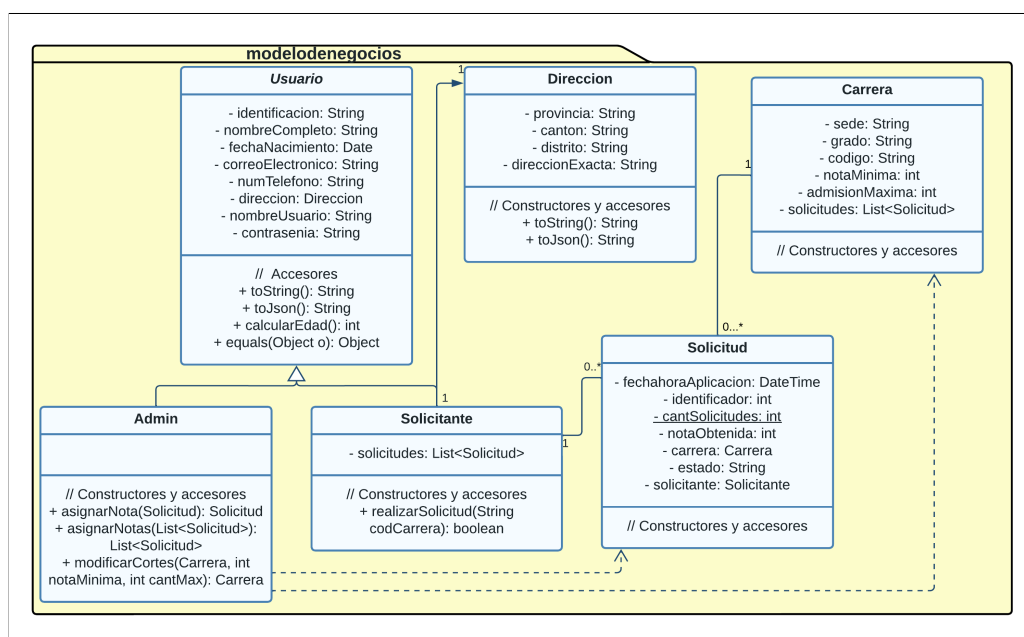 modelodenegocios
Usuario
- identificacion: String
- nombreCompleto: String
- fechaNacimiento: Date
- correoElectronico: String
- numTelefono: String
- direccion: Direccion
- nombreUsuario: String
- contrasenia: String
// Accesores
+ toString(): String
+ toJson(): String
+ calcularEdad(): int
+ equals(Object o): Object
1
Direccion
- provincia: String
- canton: String
- distrito: String
- direccionExacta: String
// Constructores y accesores
+ toString(): String
+ toJson(): String
Carrera
- sede: String
- grado: String
- codigo: String
- notaMinima: int
- admisionMaxima: int
- solicitudes: List<Solicitud>
// Constructores y accesores
1
0...*
Admin
// Constructores y accesores
+ asignarNota(Solicitud): Solicitud
+ asignarNotas(List<Solicitud>):
List<Solicitud>
+ modificarCortes(Carrera, int
notaMinima, int cantMax): Carrera
1
Solicitante
- solicitudes: List<Solicitud>
// Constructores y accesores
+ realizarSolicitud(String
codCarrera): boolean
1
0..*
Solicitud
- fechahoraAplicacion: DateTime
- identificador: int
- cantSolicitudes: int
- notaObtenida: int
- carrera: Carrera
- estado: String
- solicitante: Solicitante
// Constructores y accesores